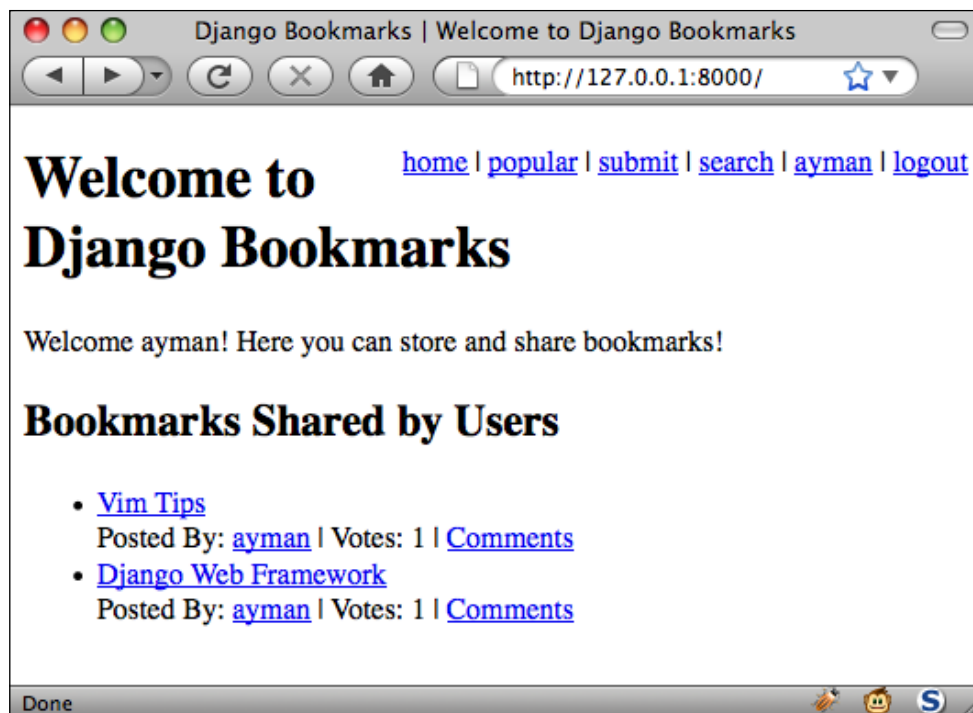 Django Bookmarks | Welcome to Django Bookmarks
http://127.0.0.1:8000/
home | popular | submit | search | ayman | logout
Welcome to
Django Bookmarks
Welcome ayman! Here you can store and share bookmarks!
Bookmarks Shared by Users
• Vim Tips
Posted By: ayman | Votes: 1 | Comments
• Django Web Framework
Posted By: ayman | Votes: 1 | Comments
Done
S